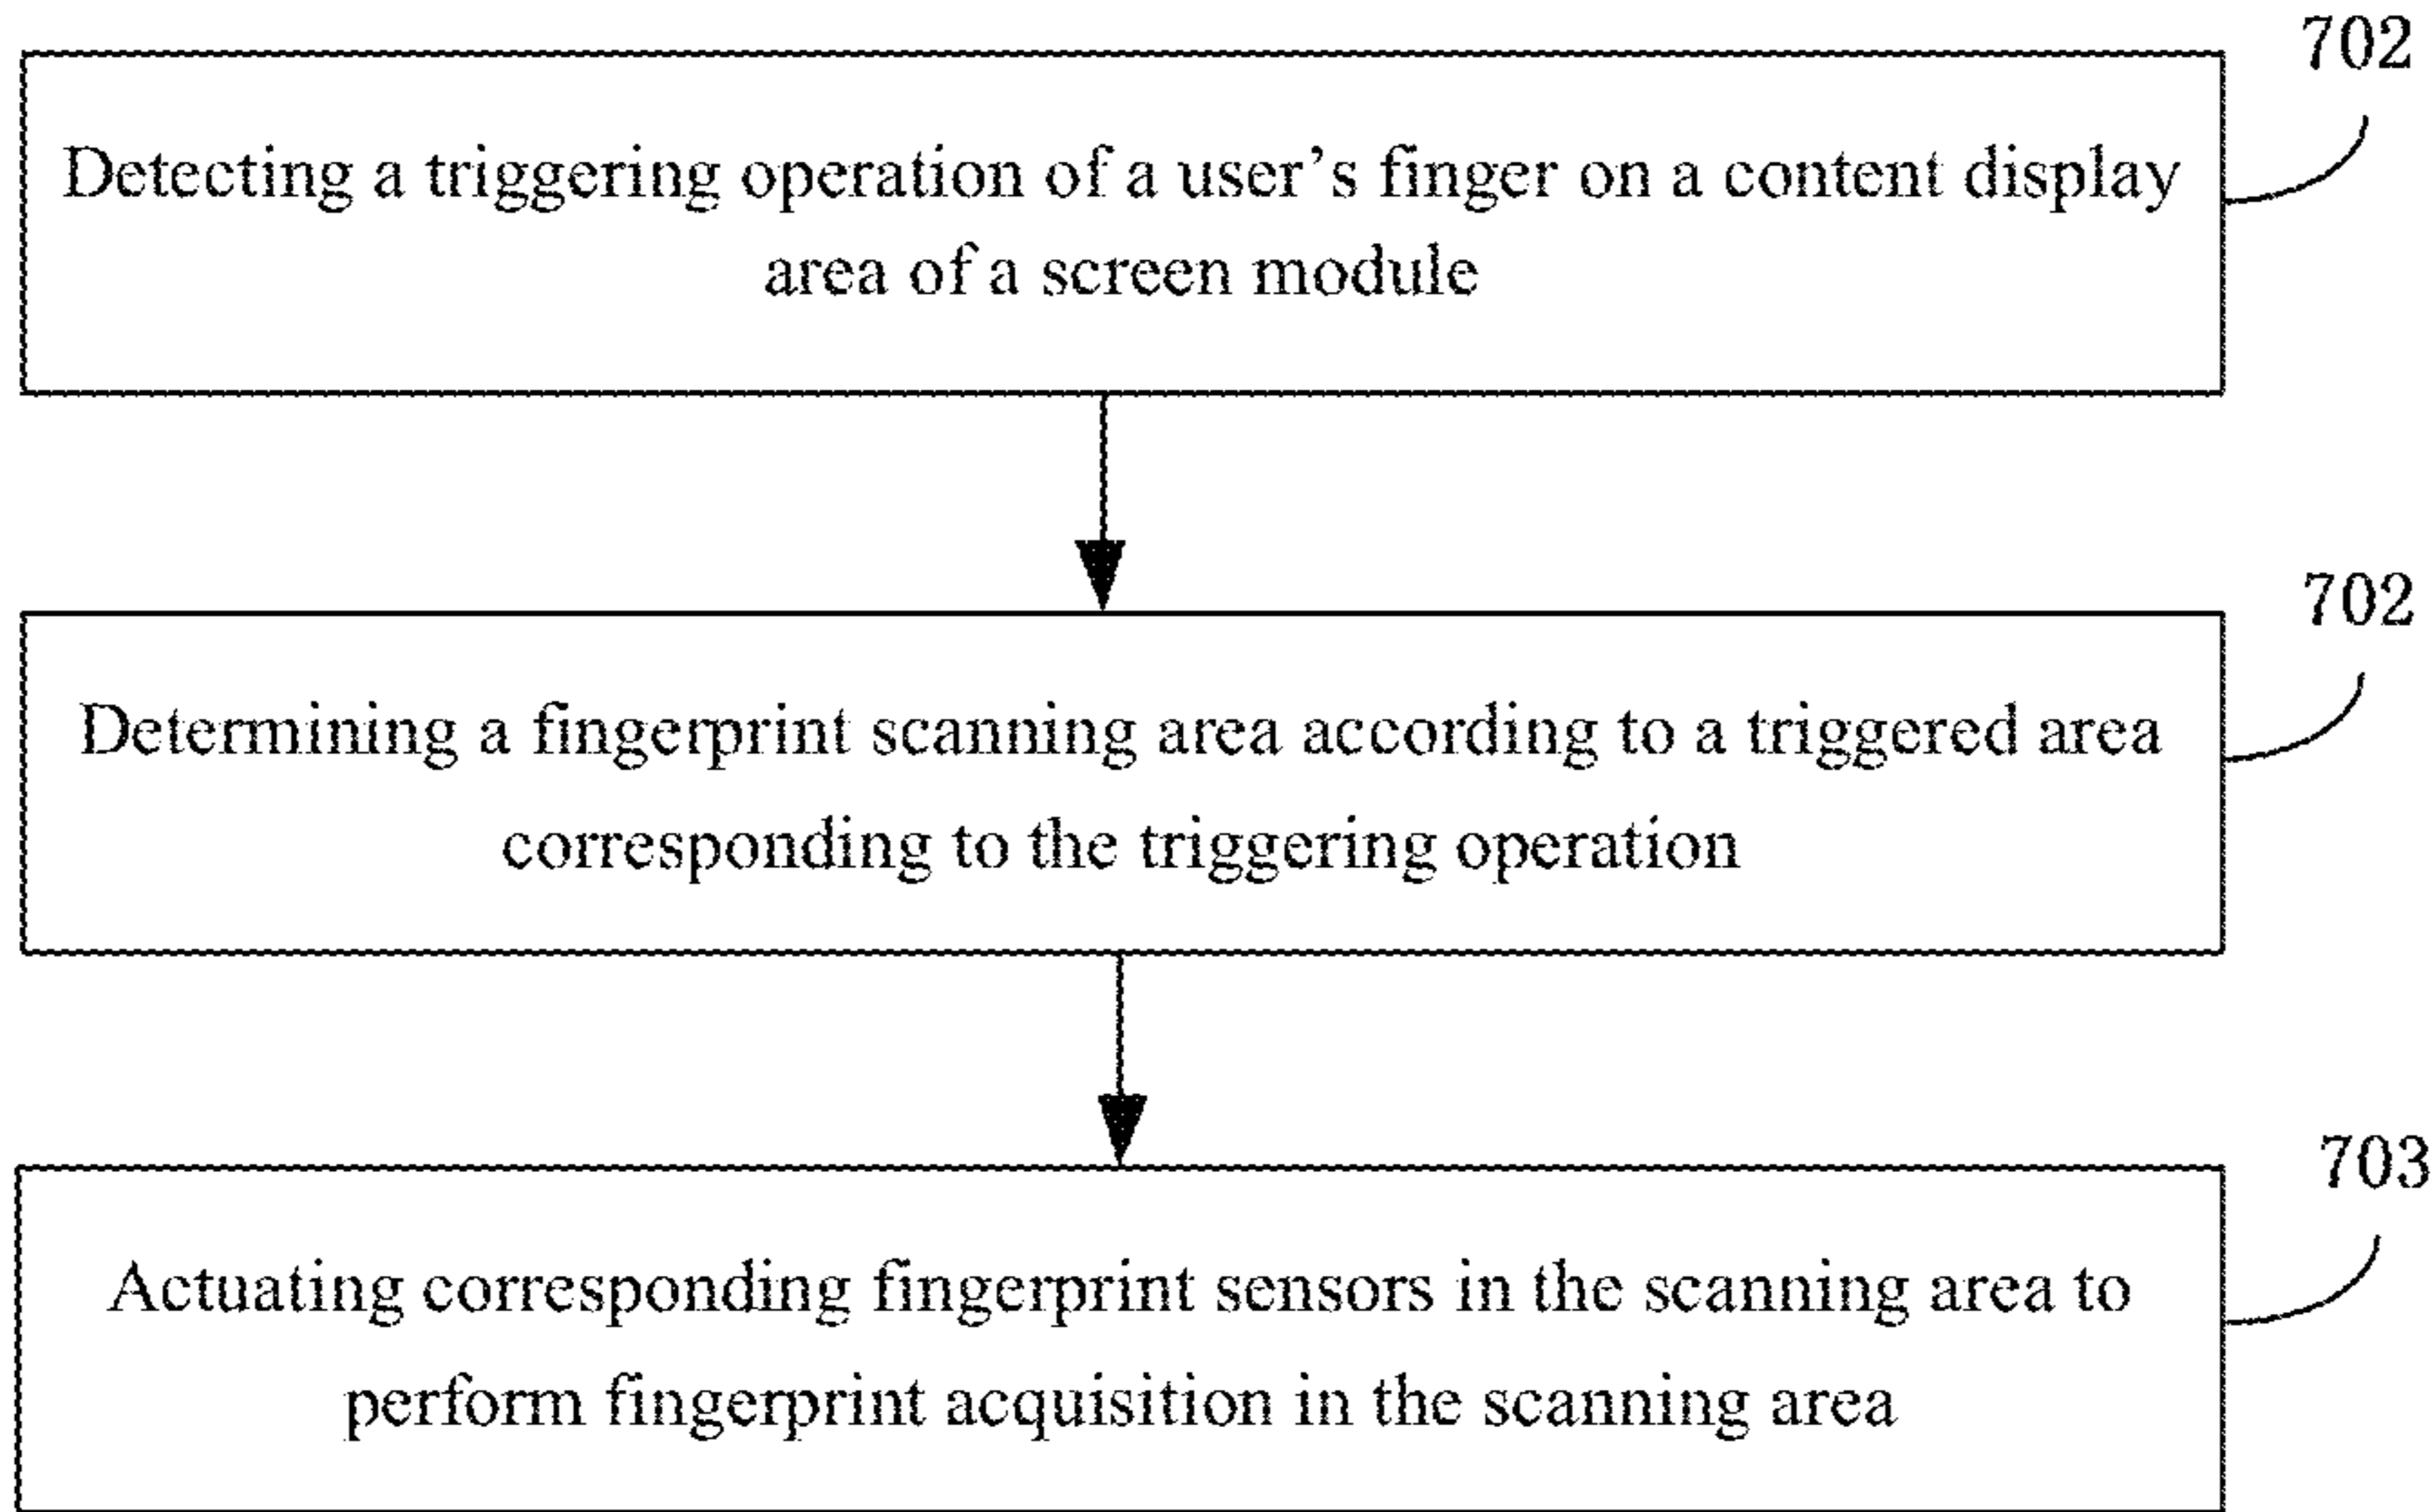 702
Detecting a triggering operation of a user’s finger on a content display
area of a screen module
702
Determining a fingerprint scanning area according to a triggered area
corresponding to the triggering operation
703
Actuating corresponding fingerprint sensors in the scanning area to
perform fingerprint acquisition in the scanning area